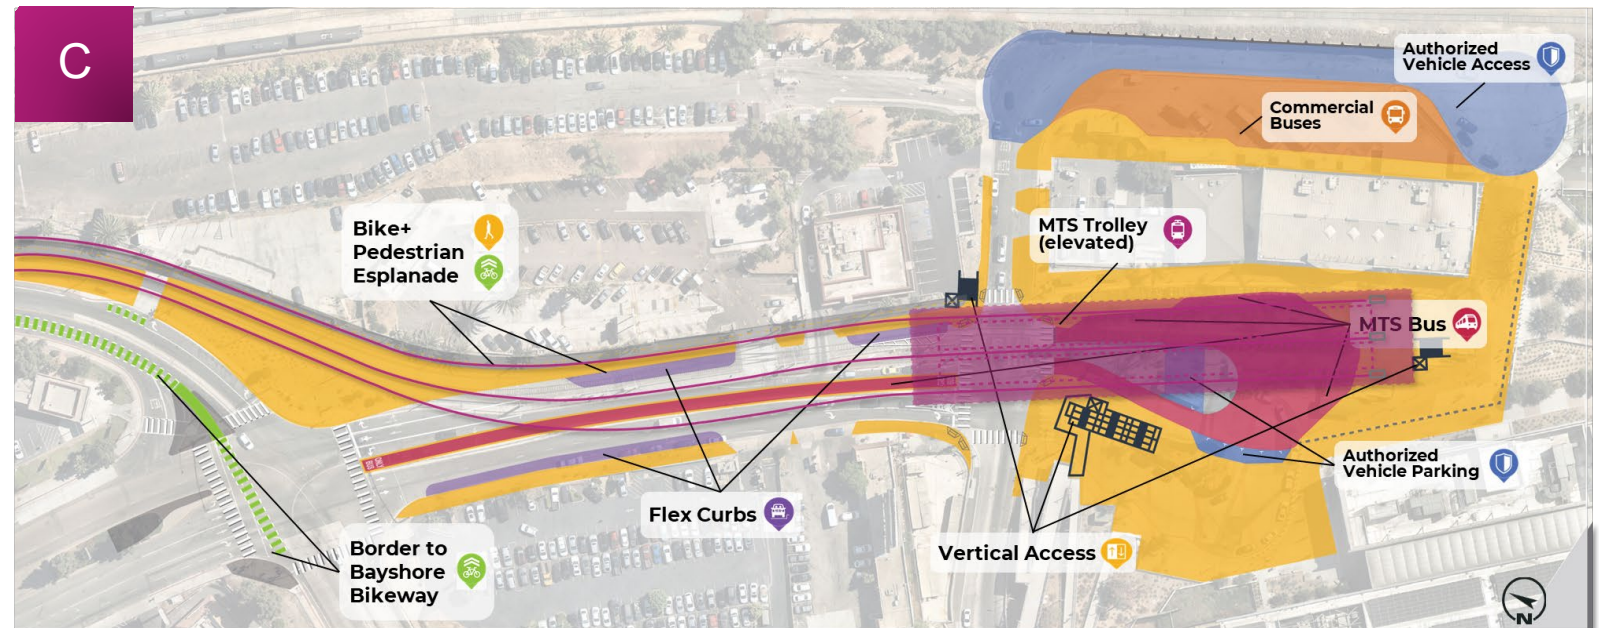 C
Authorized
Vehicle Access
Commercial
Buses
MTS Trolley
(elevated)
Bike+
Pedestrian
Esplanade
MTS Bus
Authorized
Vehicle Parking
Flex Curbs
Vertical Access
Border to
Bayshore
Bikeway
N